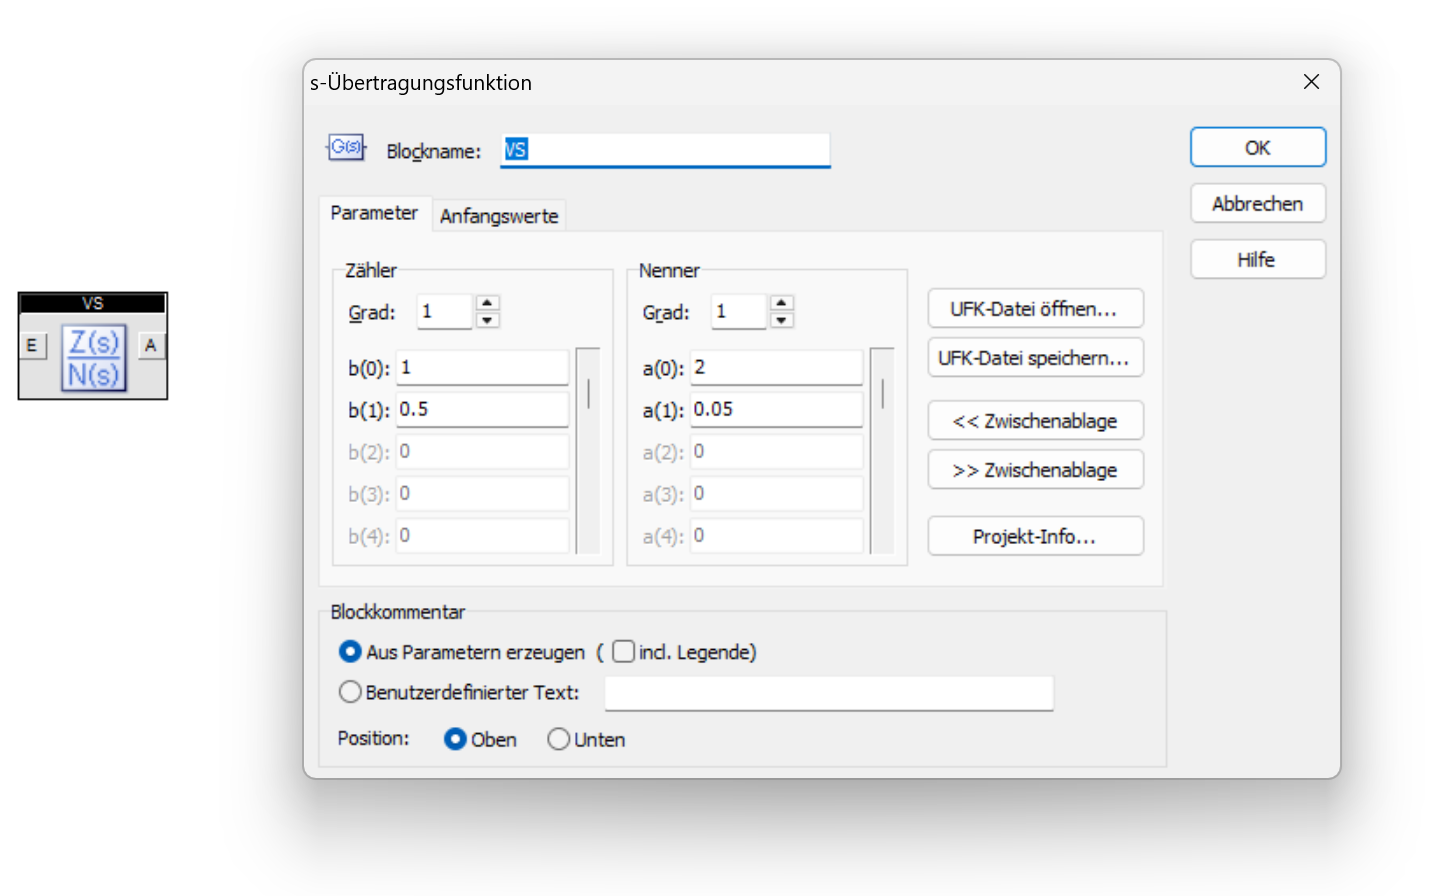 s-Übertragungsfunktion
G(s) Blockname: VS OK
Abbrechen
Hilfe
Parameter Anfangswerte
Zähler
Grad: 1
b(0): 1
b(1): 0.5
b(2): 0
b(3): 0
b(4): 0
Nenner
Grad: 1
a(0): 2
a(1): 0.05
a(2): 0
a(3): 0
a(4): 0
UFK-Datei öffnen...
UFK-Datei speichern...
<< Zwischenablage
>> Zwischenablage
Projekt-Info...
VS
E Z(s) A
N(s)
Blockkommentar
Aus Parametern erzeugen ( incl. Legende)
Benutzerdefinierter Text:
Position: Oben Unten